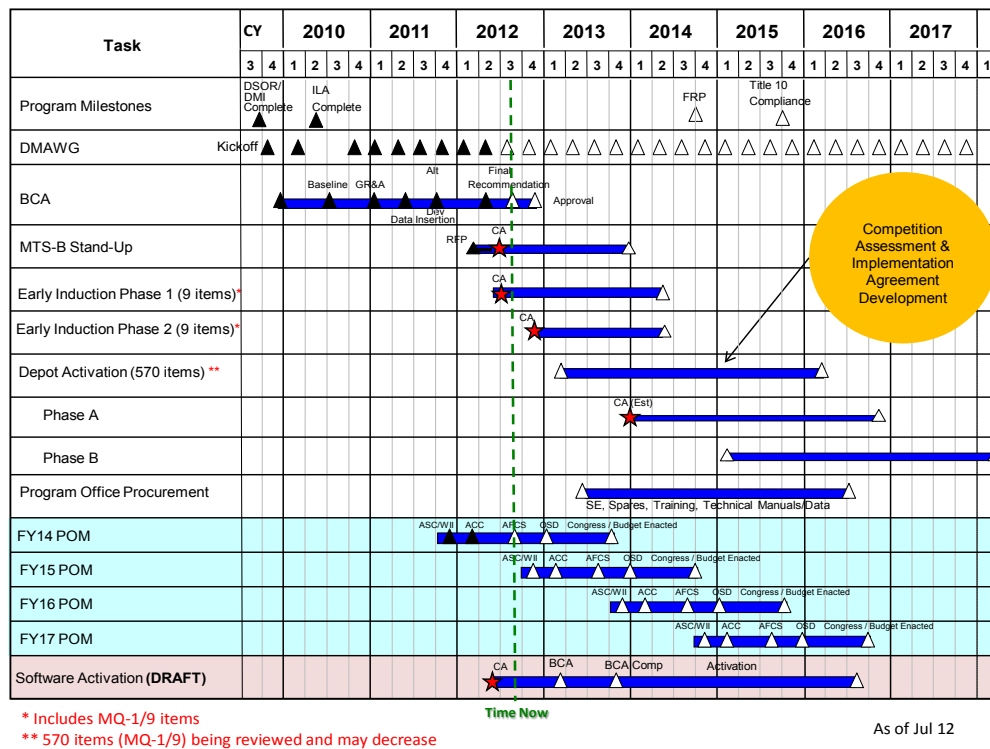 Task
CY 2010 2011 2012 2013 2014 2015 2016 2017
3 4 1 2 3 4 1 2 3 4 1 2 3 4 1 2 3 4 1 2 3 4 1 2 3 4 1 2 3 4 1 2 3 4 1
Program Milestones
DSOR/
DMI
Complete
ILA
Complete
FRP
Title 10
Compliance
DMAWG
Kickoff
BCA
Baseline
GR&A
Data Insertion
Alt
Dev
Final
Recommendation
Approval
MTS-B Stand-Up
RFP
CA
Early Induction Phase 1 (9 items)*
CA
Early Induction Phase 2 (9 items)*
CA
Competition
Assessment &
Implementation
Agreement
Development
Depot Activation (570 items) **
Phase A
CA (Est)
Phase B
Program Office Procurement
SE, Spares, Training, Technical Manuals/Data
FY14 POM
ASC/WII ACC AFCS OSD Congress / Budget Enacted
FY15 POM
ASC/WII ACC AFCS OSD Congress / Budget Enacted
FY16 POM
ASC/WII ACC AFCS OSD Congress / Budget Enacted
FY17 POM
ASC/WII ACC AFCS OSD Congress / Budget Enacted
Software Activation (DRAFT)
CA BCA BCA Comp Activation
Time Now
* Includes MQ-1/9 items
** 570 items (MQ-1/9) being reviewed and may decrease
As of Jul 12